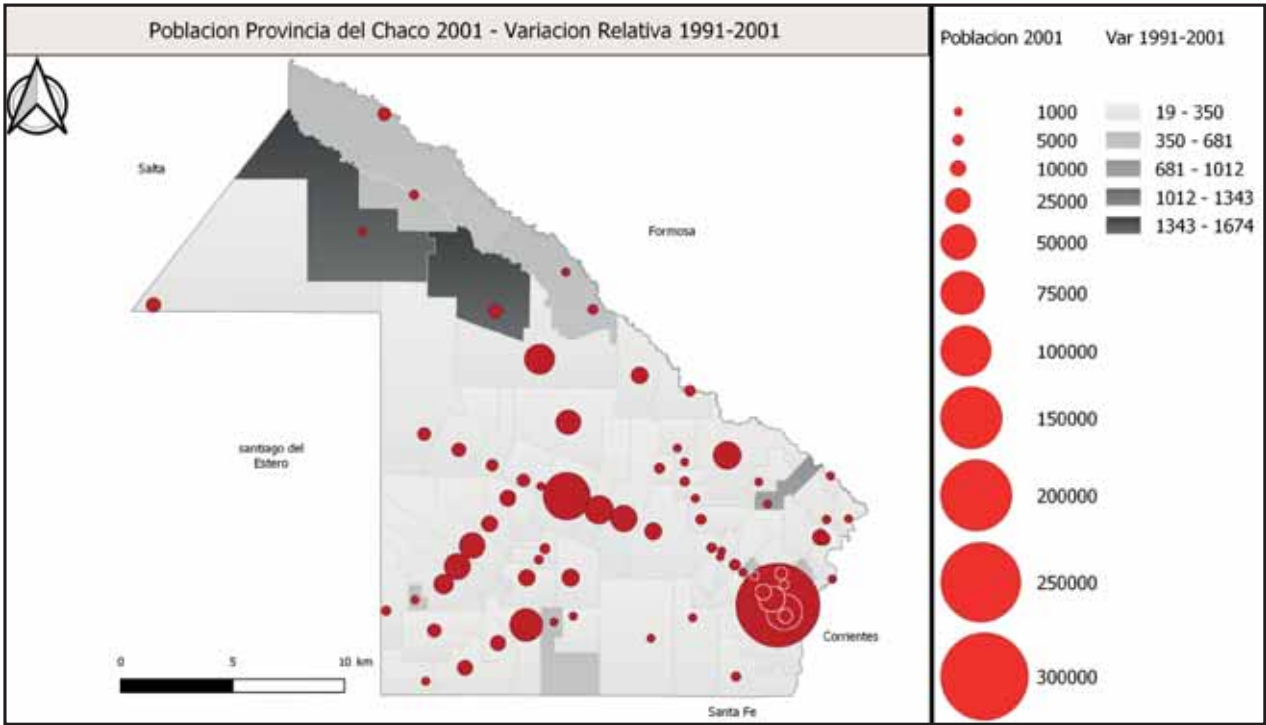 Poblacion Provincia del Chaco 2001 - Variacion Relativa 1991-2001
Salta
Formosa
santiago del
Estero
Corrientes
Santa Fe
0 5 10 km
Poblacion 2001 Var 1991-2001
1000 19 - 350
5000 350 - 681
10000 681 - 1012
25000 1012 - 1343
50000 1343 - 1674
75000
100000
150000
200000
250000
300000